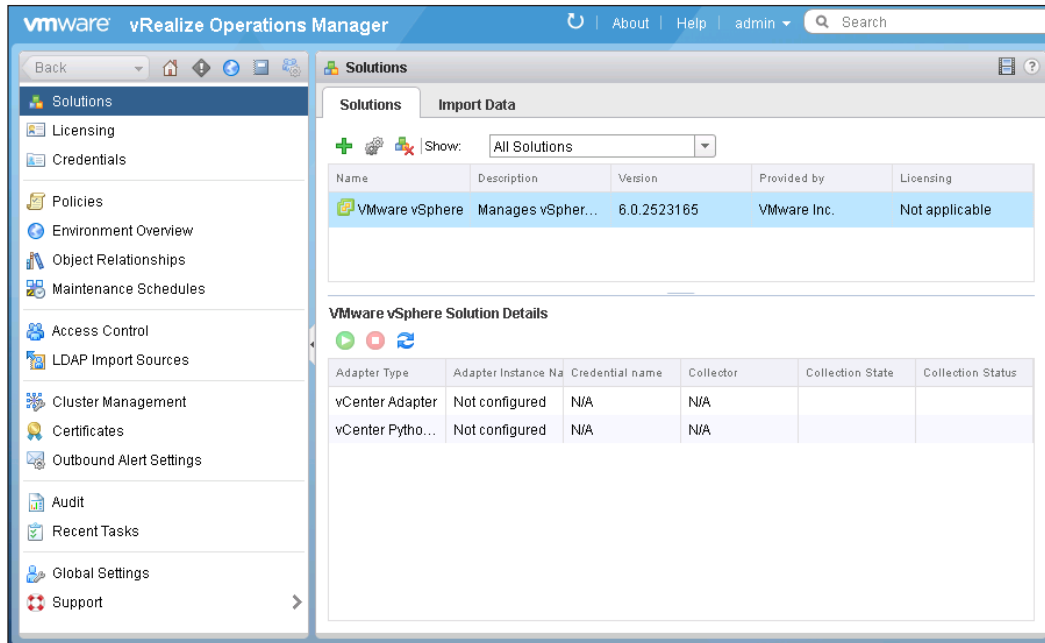 vmware vRealize Operations Manager About Help admin Search
Back
Solutions
Licensing
Credentials
Policies
Environment Overview
Object Relationships
Maintenance Schedules
Access Control
LDAP Import Sources
Cluster Management
Certificates
Outbound Alert Settings
Audit
Recent Tasks
Global Settings
Support
Solutions
Solutions Import Data
Show: All Solutions
Name Description Version Provided by Licensing
VMware vSphere Manages vSpher... 6.0.2523165 VMware Inc. Not applicable
VMware vSphere Solution Details
Adapter Type Adapter Instance Na Credential name Collector Collection State Collection Status
vCenter Adapter Not configured N/A N/A
vCenter Pytho... Not configured N/A N/A